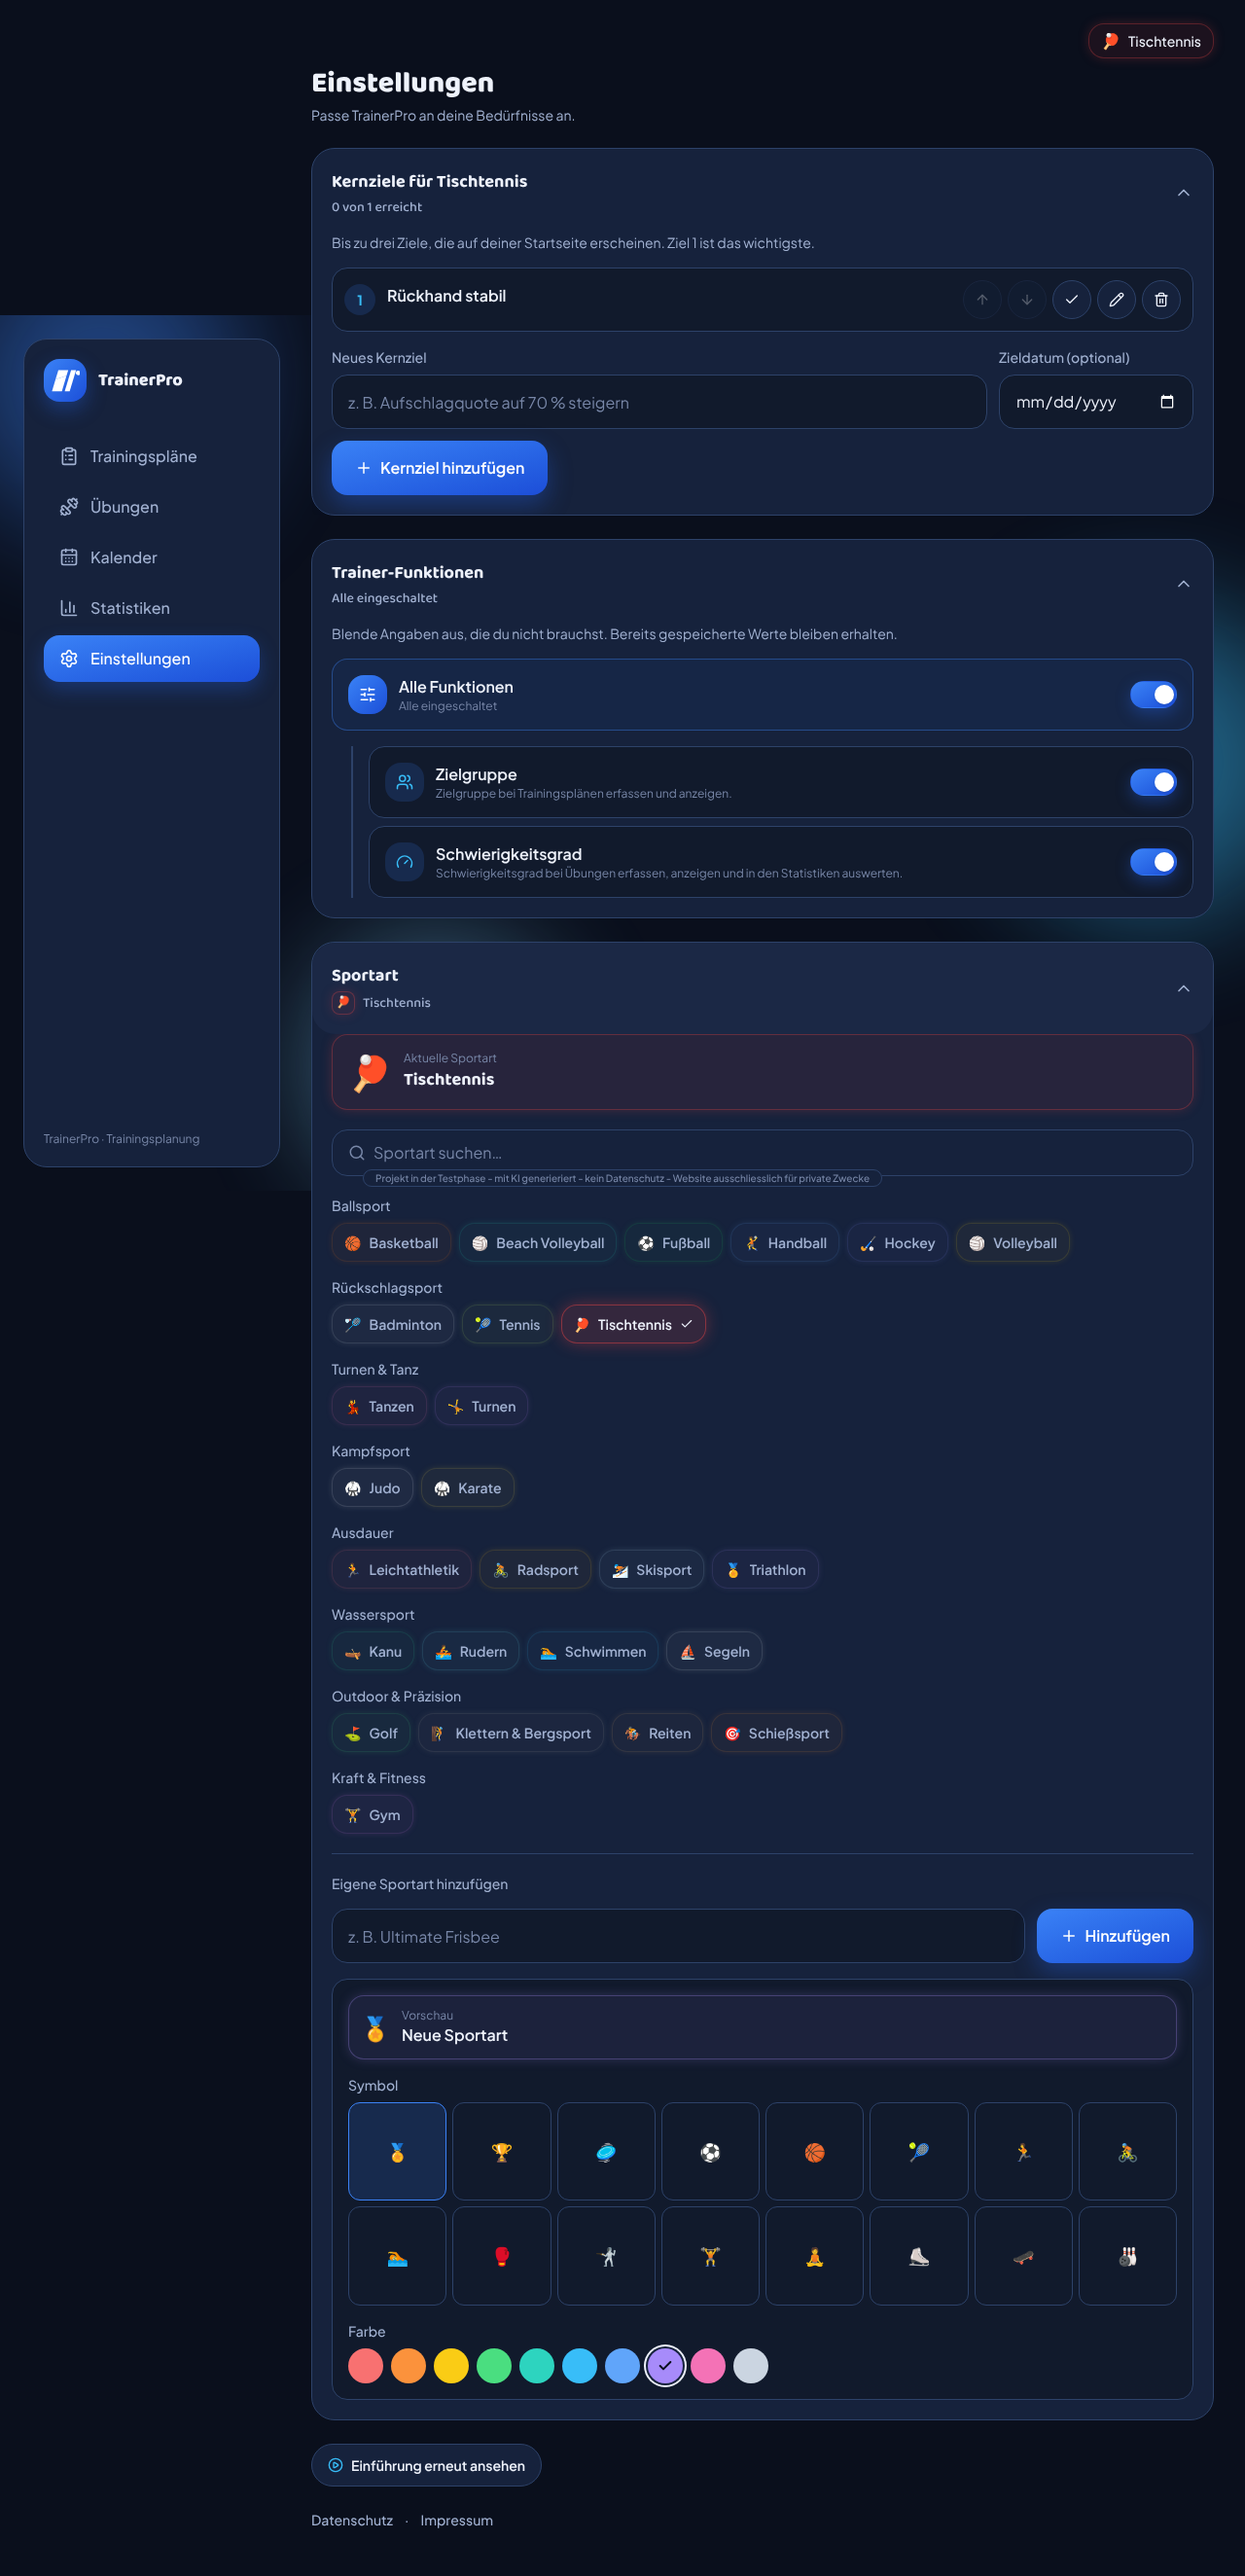 Tischtennis
Einstellungen
Passe TrainerPro an deine Bedürfnisse an.
Kernziele für Tischtennis
0 von 1 erreicht
Bis zu drei Ziele, die auf deiner Startseite erscheinen. Ziel 1 ist das wichtigste.
1 Rückhand stabil
Neues Kernziel Zieldatum (optional)
z. B. Aufschlagquote auf 70 % steigern mm/dd/yyyy
Kernziel hinzufügen
TrainerPro
Trainingspläne
Übungen
Kalender
Statistiken
Einstellungen
TrainerPro · Trainingsplanung
Trainer-Funktionen
Alle eingeschaltet
Blende Angaben aus, die du nicht brauchst. Bereits gespeicherte Werte bleiben erhalten.
Alle Funktionen
Alle eingeschaltet
Zielgruppe
Zielgruppe bei Trainingsplänen erfassen und anzeigen.
Schwierigkeitsgrad
Schwierigkeitsgrad bei Übungen erfassen, anzeigen und in den Statistiken auswerten.
Sportart
Tischtennis
Aktuelle Sportart
Tischtennis
Sportart suchen...
Projekt in der Testphase - mit KI generieriert - kein Datenschutz - Website ausschliesslich für private Zwecke
Ballsport
Basketball Beach Volleyball Fußball Handball Hockey Volleyball
Rückschlagsport
Badminton Tennis Tischtennis
Turnen & Tanz
Tanzen Turnen
Kampfsport
Judo Karate
Ausdauer
Leichtathletik Radsport Skisport Triathlon
Wassersport
Kanu Rudern Schwimmen Segeln
Outdoor & Präzision
Golf Klettern & Bergsport Reiten Schießsport
Kraft & Fitness
Gym
Eigene Sportart hinzufügen
z. B. Ultimate Frisbee Hinzufügen
Vorschau
Neue Sportart
Symbol
Farbe
Einführung erneut ansehen
Datenschutz · Impressum